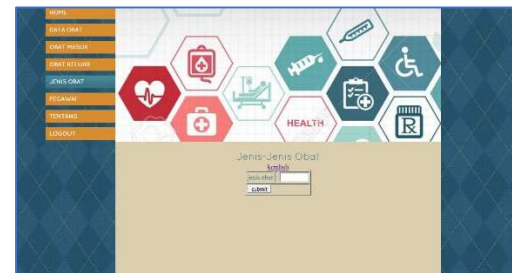 HOME
DATA OBAT
OBAT MASUK
OBAT KELUAR
JENIS OBAT
PEGAWAI
TENTANG
LOGOUT
HEALTH
R
Jenis-Jenis Obat
kembali
jenis obat :
submit